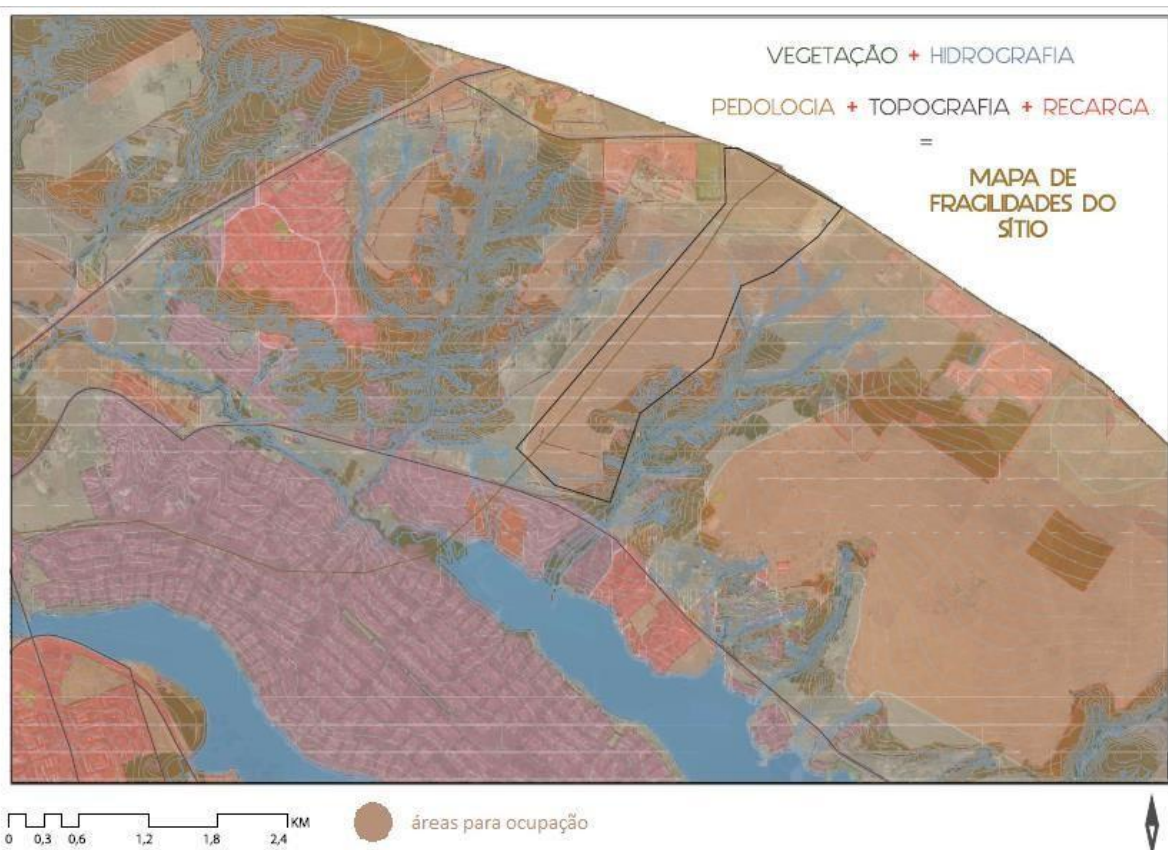 VEGETAÇÃO + HIDROGRAFIA
PEDOLOGIA + TOPOGRAFIA + RECARGA
=
MAPA DE
FRAGILIDADES DO
SÍTIO
KM
0 0,3 0,6 1,2 1,8 2,4
áreas para ocupação